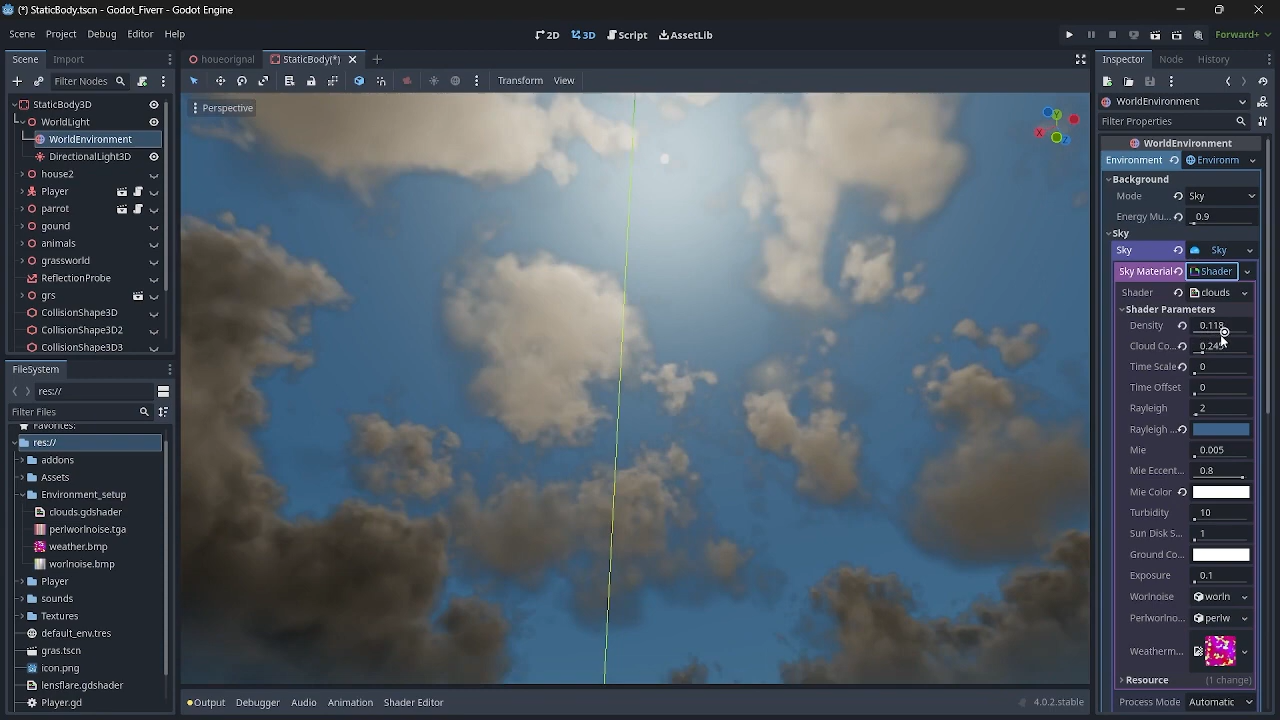 (*) StaticBody.tscn - Godot_Fiverr - Godot Engine
Scene Project Debug Editor Help
2D 3D Script AssetLib
Forward+
Scene Import
Filter Nodes
StaticBody3D
WorldLight
WorldEnvironment
DirectionalLight3D
house2
Player
parrot
gound
animals
grassworld
ReflectionProbe
grs
CollisionShape3D
CollisionShape3D2
CollisionShape3D3
FileSystem
res://
Filter Files
Favorites:
res://
addons
Assets
Environment_setup
clouds.gdshader
perlworlnoise.tga
weather.bmp
worlnoise.bmp
Player
sounds
Textures
default_env.tres
gras.tscn
icon.png
lensflare.gdshader
Player.gd
houeorignal StaticBody(*)
Transform View
Perspective
Y X Z
Output Debugger Audio Animation Shader Editor
4.0.2.stable
Inspector Node History
WorldEnvironment
Filter Properties
WorldEnvironment
Environment Environm
Background
Mode Sky
Energy Mu... 0.9
Sky
Sky Sky
Sky Material Shader
Shader clouds
Shader Parameters
Density 0.118
Cloud Co... 0.245
Time Scale 0
Time Offset 0
Rayleigh 2
Rayleigh ...
Mie 0.005
Mie Eccent... 0.8
Mie Color
Turbidity 10
Sun Disk S... 1
Ground Co...
Exposure 0.1
Worlnoise worln
Perlworlno... perlw
Weatherm...
Resource (1 change)
Process Mode Automatic